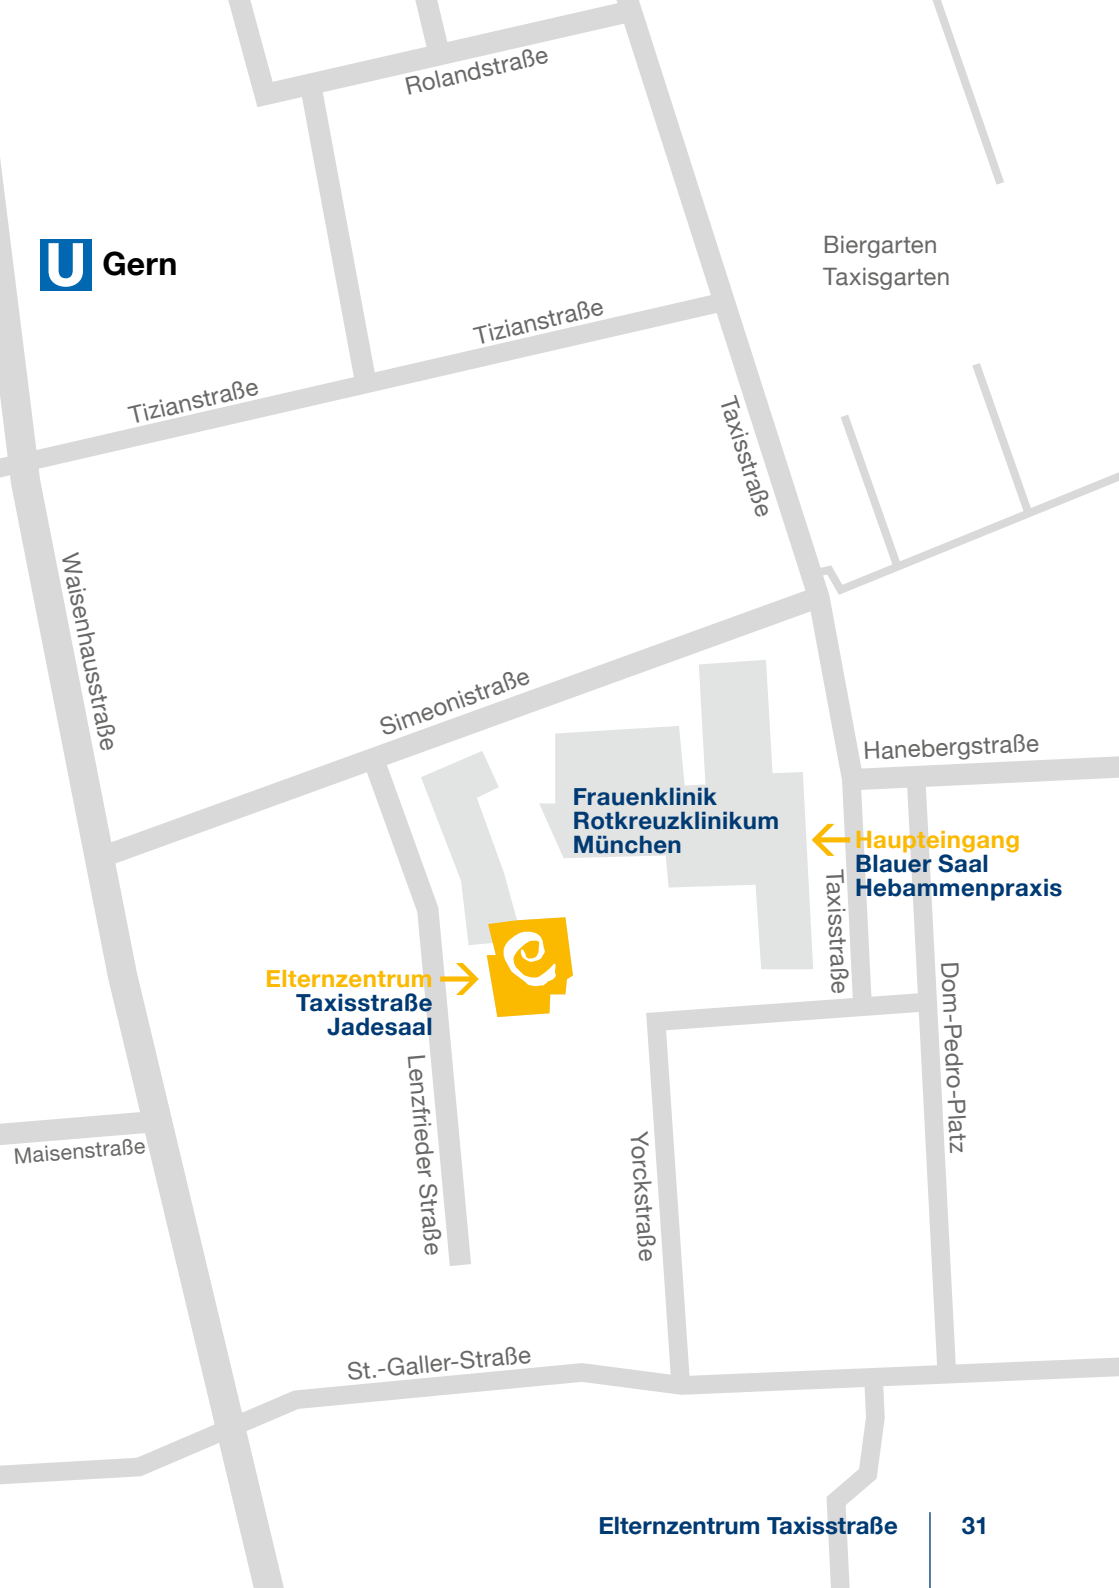 Rolandstraße
U Gern
Biergarten
Taxisgarten
Tizianstraße
Tizianstraße
Taxisstraße
Waisenhausstraße
Simeonistraße
Hanebergstraße
Frauenklinik
Rotkreuzklinikum
München
Haupteingang
Blauer Saal
Hebammenpraxis
Taxisstraße
Elternzentrum
Taxisstraße
Jadesaal
Dom-Pedro-Platz
Lenzfrieder Straße
Maisenstraße
Yorckstraße
St.-Galler-Straße
Elternzentrum Taxisstraße 31